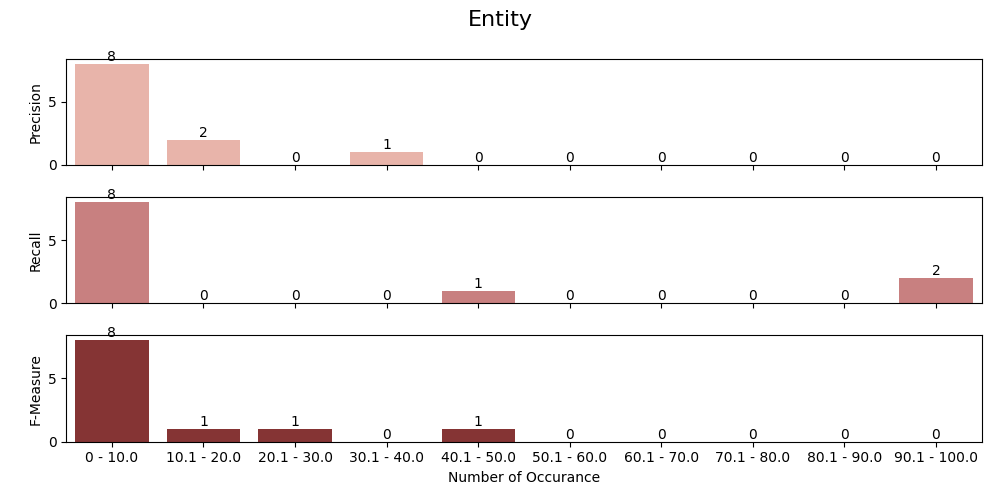 Entity
Precision
5
0
8 2 0 1 0 0 0 0 0 0
Recall
5
0
8 0 0 0 1 0 0 0 0 2
F-Measure
5
0
8 1 1 0 1 0 0 0 0 0
0 - 10.0 10.1 - 20.0 20.1 - 30.0 30.1 - 40.0 40.1 - 50.0 50.1 - 60.0 60.1 - 70.0 70.1 - 80.0 80.1 - 90.0 90.1 - 100.0
Number of Occurance